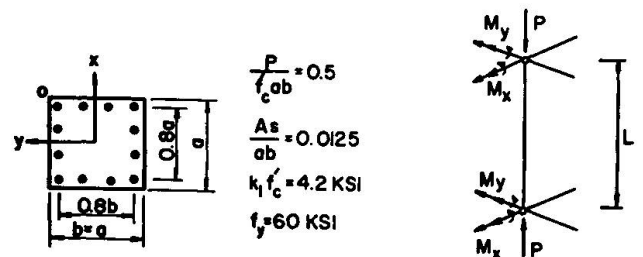 x
o
y
0.8a
a
0.8b
b=a
P/f'c ab =0.5
As/ab =0.0125
k₁ f'c =4.2 KSI
fy=60 KSI
My
P
Mx
L
My
Mx
P